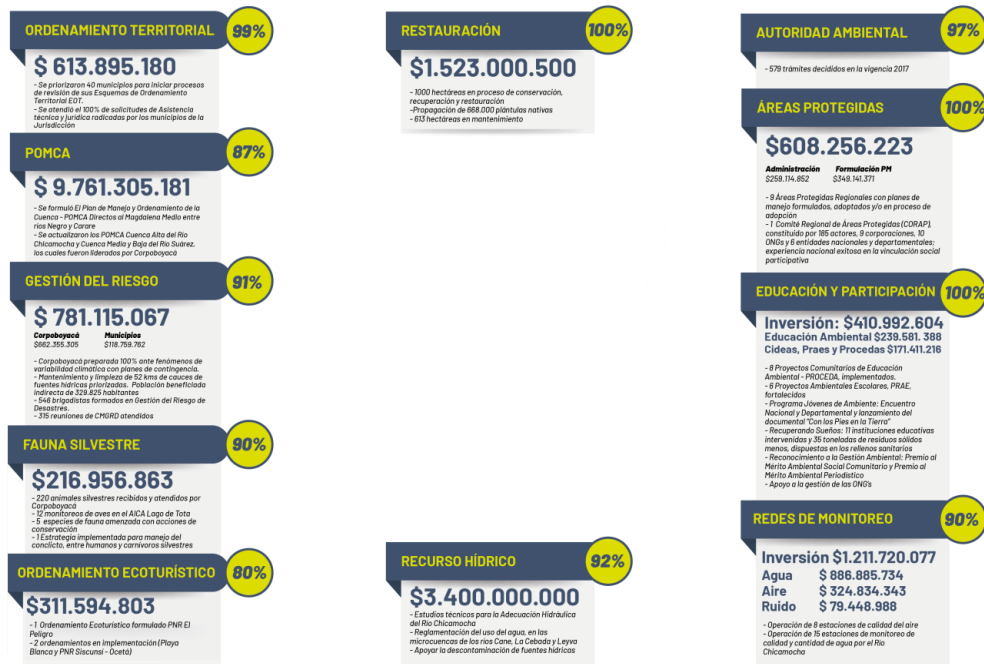 ORDENAMIENTO TERRITORIAL 99%
$ 613.895.180
- Se priorizaron 40 municipios para iniciar procesos
de revisión de sus Esquemas de Ordenamiento
Territorial EOT.
- Se atendió el 100% de solicitudes de Asistencia
técnica y jurídica radicadas por los municipios de la
Jurisdicción
POMCA 87%
$ 9.761.305.181
- Se formuló El Plan de Manejo y Ordenamiento de la
Cuenca - POMCA Directos al Magdalena Medio entre
ríos Negro y Carare
- Se actualizaron los POMCA Cuenca Alta del Río
Chicamocha y Cuenca Media y Baja del Río Suárez,
los cuales fueron liderados por Corpoboyacá
GESTIÓN DEL RIESGO 91%
$ 781.115.067
Corpoboyacá Municipios
$662.355.305 $118.759.762
- Corpoboyacá preparada 100% ante fenómenos de
variabilidad climática con planes de contingencia.
- Mantenimiento y limpieza de 52 kms de cauces de
fuentes hídricas priorizadas. Población beneficiada
indirecta de 329.825 habitantes
- 546 brigadistas formados en Gestión del Riesgo de
Desastres.
- 315 reuniones de CMGRD atendidos
FAUNA SILVESTRE 90%
$216.956.863
- 220 animales silvestres recibidos y atendidos por
Corpoboyacá
- 12 monitoreos de aves en el AICA Lago de Tota
- 5 especies de fauna amenzada con acciones de
conservación
- 1 Estrategia implementada para manejo del
conclicto, entre humanos y carnívoros silvestres
ORDENAMIENTO ECOTURÍSTICO 80%
$311.594.803
- 1 Ordenamiento Ecoturístico formulado PNR El
Peligro
- 2 ordenamientos en implementación (Playa
Blanca y PNR Siscunsí - Ocetá)
RESTAURACIÓN 100%
$1.523.000.500
- 1000 hectáreas en proceso de conservación,
recuperación y restauración
-Propagación de 668.000 plántulas nativas
- 613 hectáreas en mantenimiento
RECURSO HÍDRICO 92%
$3.400.000.000
- Estudios técnicos para la Adecuación Hidráulica
del Río Chicamocha
- Reglamentación del uso del agua, en las
microcuencas de los ríos Cane, La Cebada y Leyva
- Apoyar la descontaminación de fuentes hídricas
AUTORIDAD AMBIENTAL 97%
- 579 trámites decididos en la vigencia 2017
ÁREAS PROTEGIDAS 100%
$608.256.223
Administración Formulación PM
$259.114.852 $349.141.371
- 9 Áreas Protegidas Regionales con planes de
manejo formulados, adoptados y/o en proceso de
adopción
- 1 Comité Regional de Áreas Protegidas (CORAP),
constituido por 185 actores, 9 corporaciones, 10
ONGs y 6 entidades nacionales y departamentales;
experiencia nacional exitosa en la vinculación social
participativa
EDUCACIÓN Y PARTICIPACIÓN 100%
Inversión: $410.992.604
Educación Ambiental $239.581. 388
Cideas, Praes y Procedas $171.411.216
- 8 Proyectos Comunitarios de Educación
Ambiental - PROCEDA, implementados.
- 6 Proyectos Ambientales Escolares, PRAE,
fortalecidos
- Programa Jóvenes de Ambiente: Encuentro
Nacional y Departamental y lanzamiento del
documental "Con los Pies en la Tierra"
- Recuperando Sueños: 11 instituciones educativas
intervenidas y 35 toneladas de residuos sólidos
menos, dispuestas en los rellenos sanitarios
- Reconocimiento a la Gestión Ambiental: Premio al
Mérito Ambiental Social Comunitario y Premio al
Mérito Ambiental Periodístico
- Apoyo a la gestión de las ONG's
REDES DE MONITOREO 90%
Inversión $1.211.720.077
Agua $ 886.885.734
Aire $ 324.834.343
Ruido $ 79.448.988
- Operación de 8 estaciones de calidad del aire
- Operación de 15 estaciones de monitoreo de
calidad y cantidad de agua por el Río
Chicamocha